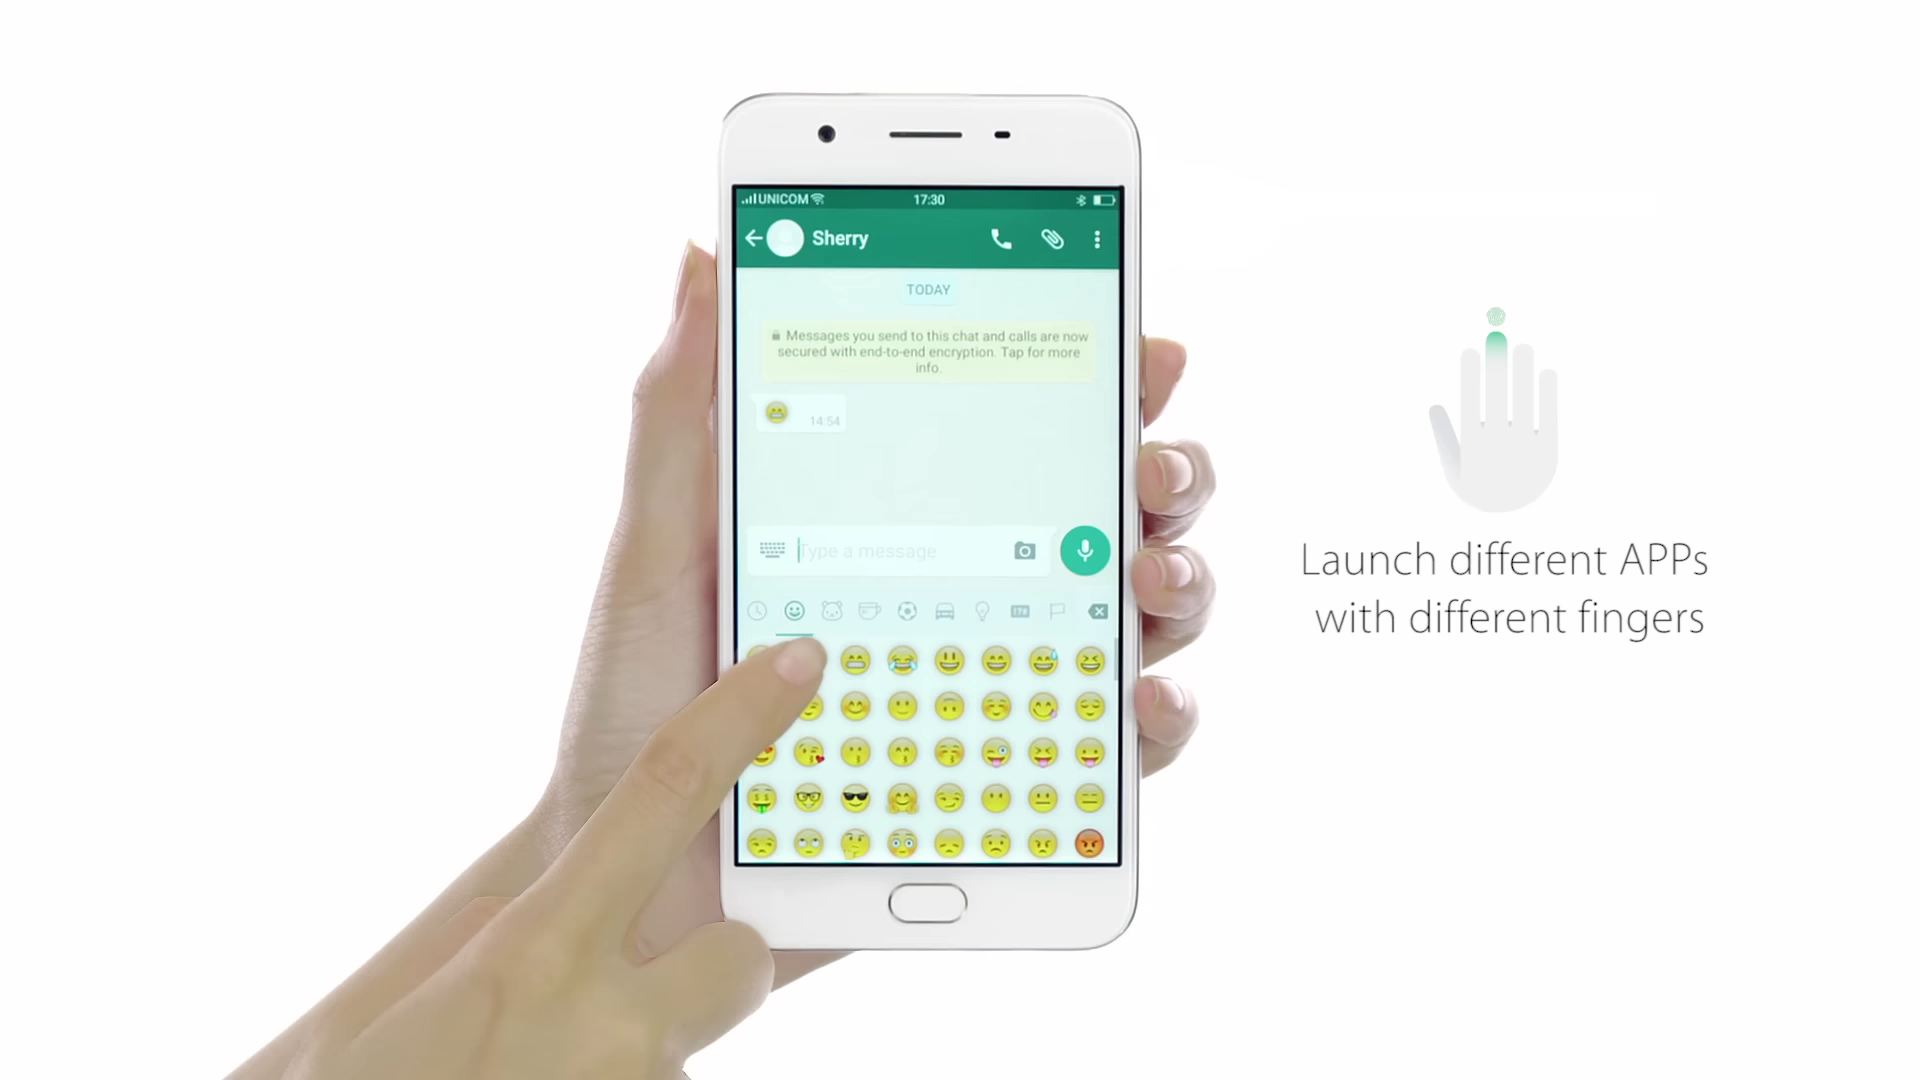 UNICOM
17:30
Sherry
TODAY
Messages you send to this chat and calls are now
secured with end-to-end encryption. Tap for more
info.
14:54
Type a message
Launch different APPs
with different fingers